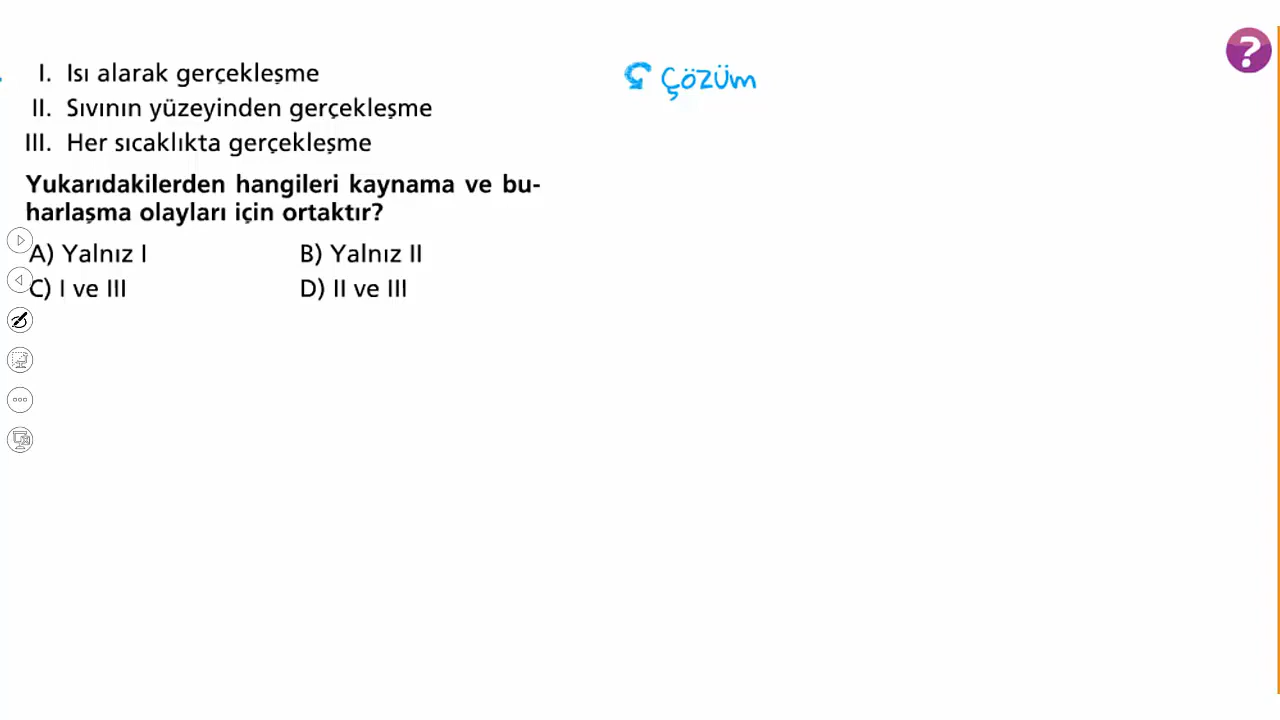 I. Isı alarak gerçekleşme
II. Sıvının yüzeyinden gerçekleşme
III. Her sıcaklıkta gerçekleşme
Yukarıdakilerden hangileri kaynama ve bu-
harlaşma olayları için ortaktır?
A) Yalnız I B) Yalnız II
C) I ve III D) II ve III
Çözüm
?